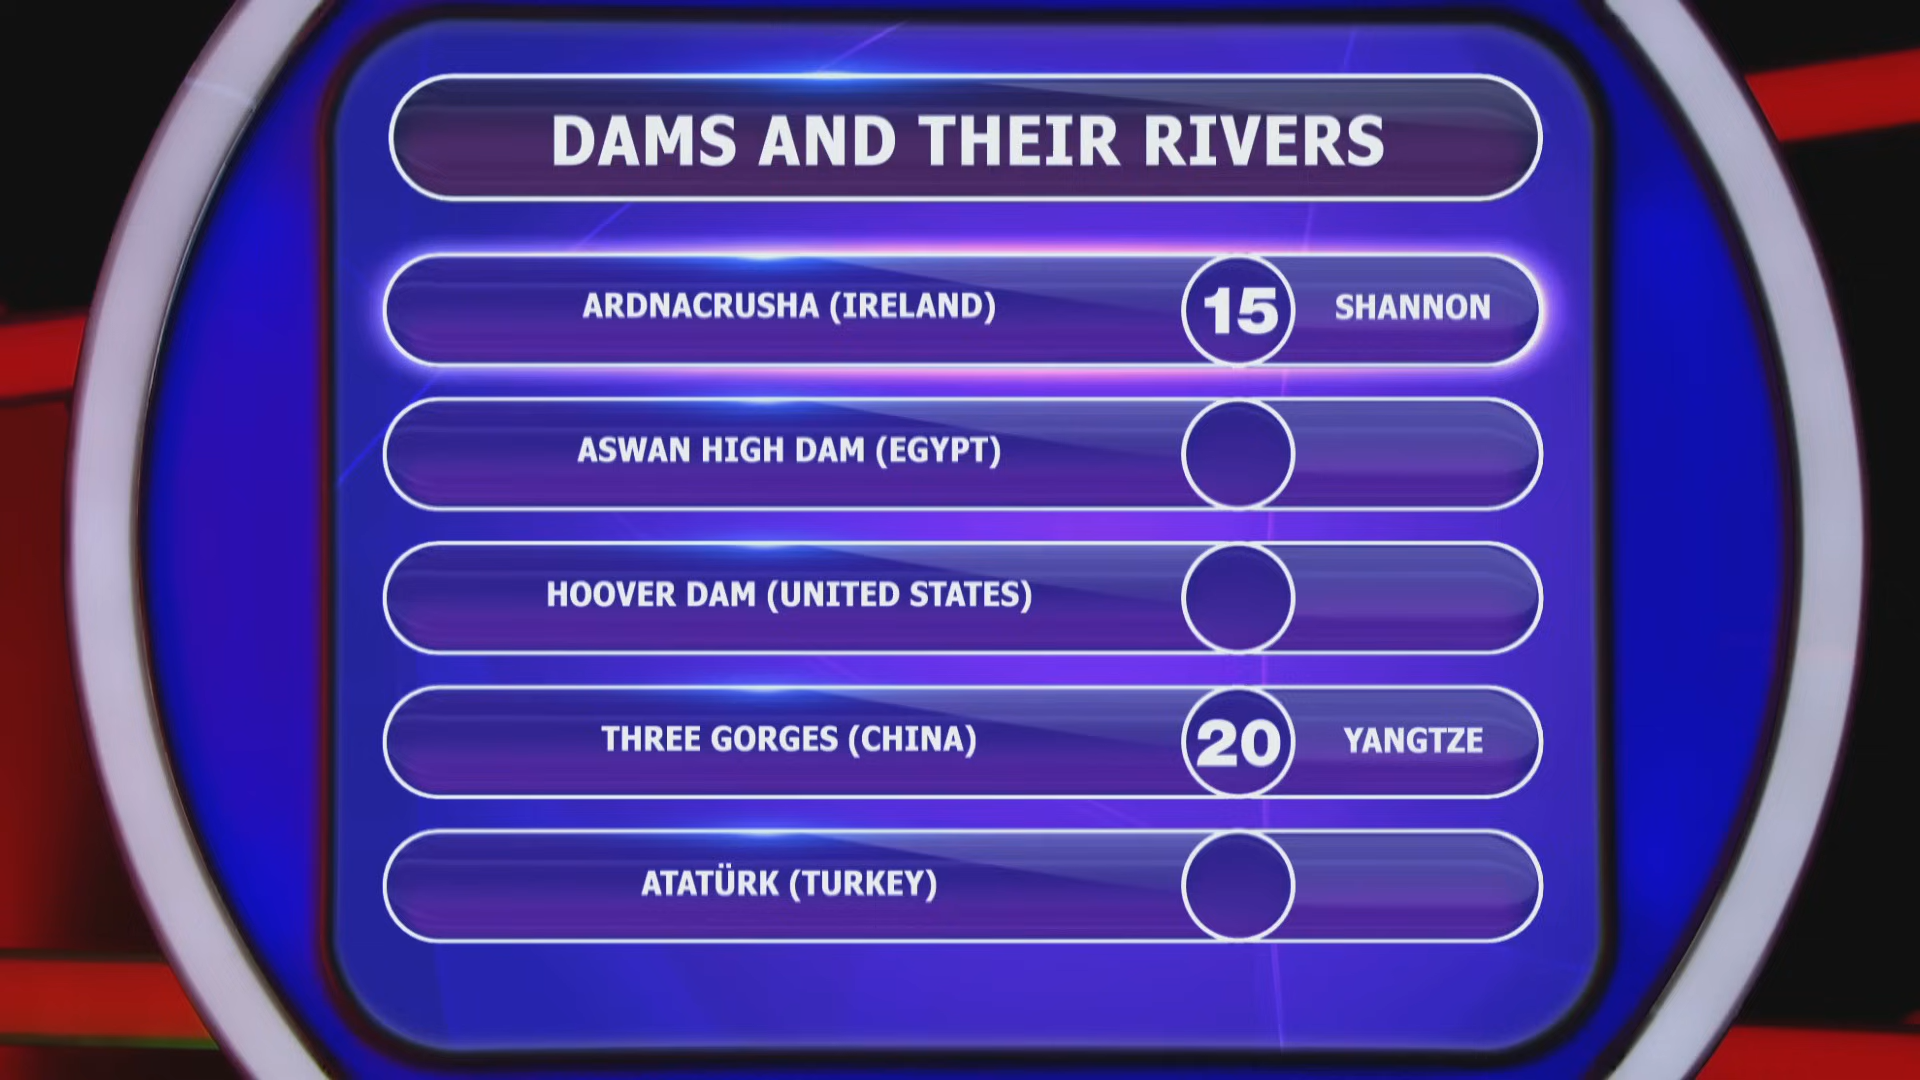 DAMS AND THEIR RIVERS
ARDNACRUSHA (IRELAND) 15 SHANNON
ASWAN HIGH DAM (EGYPT)
HOOVER DAM (UNITED STATES)
THREE GORGES (CHINA) 20 YANGTZE
ATATÜRK (TURKEY)